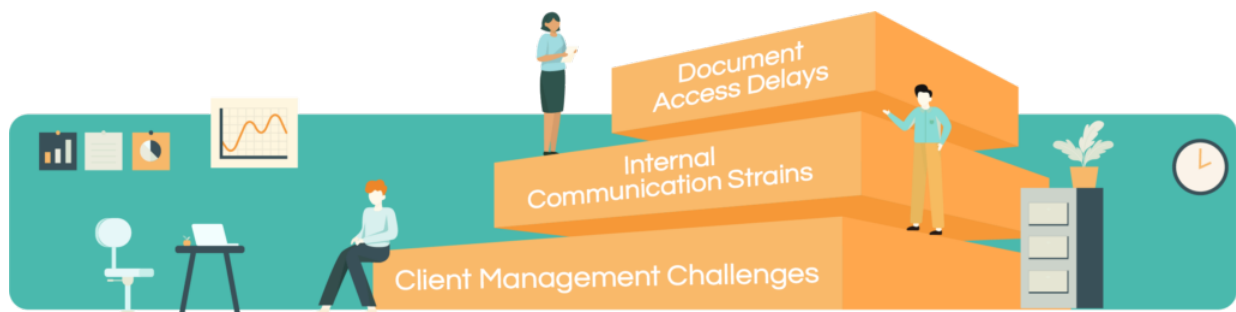 Document
Access Delays
Internal
Communication Strains
Client Management Challenges